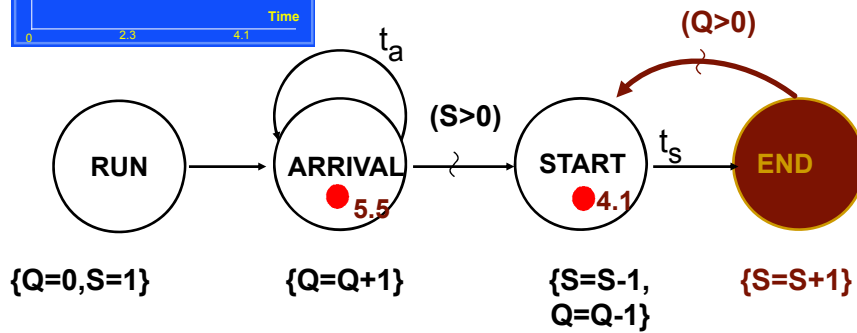 Time
0 2.3 4.1
tₐ
(Q>0)
(S>0)
RUN
ARRIVAL
START
tₛ
END
5.5
4.1
{Q=0,S=1}
{Q=Q+1}
{S=S-1,
Q=Q-1}
{S=S+1}